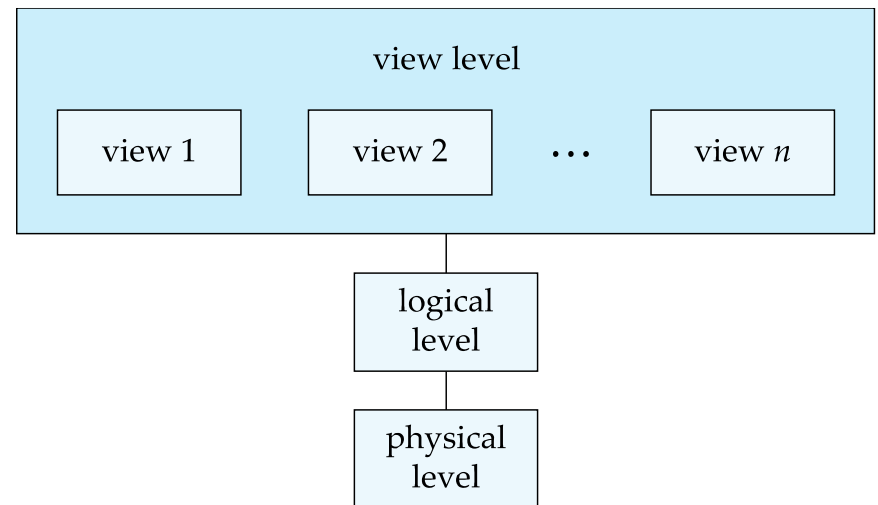 view level
view 1
view 2
...
view n
logical
level
physical
level